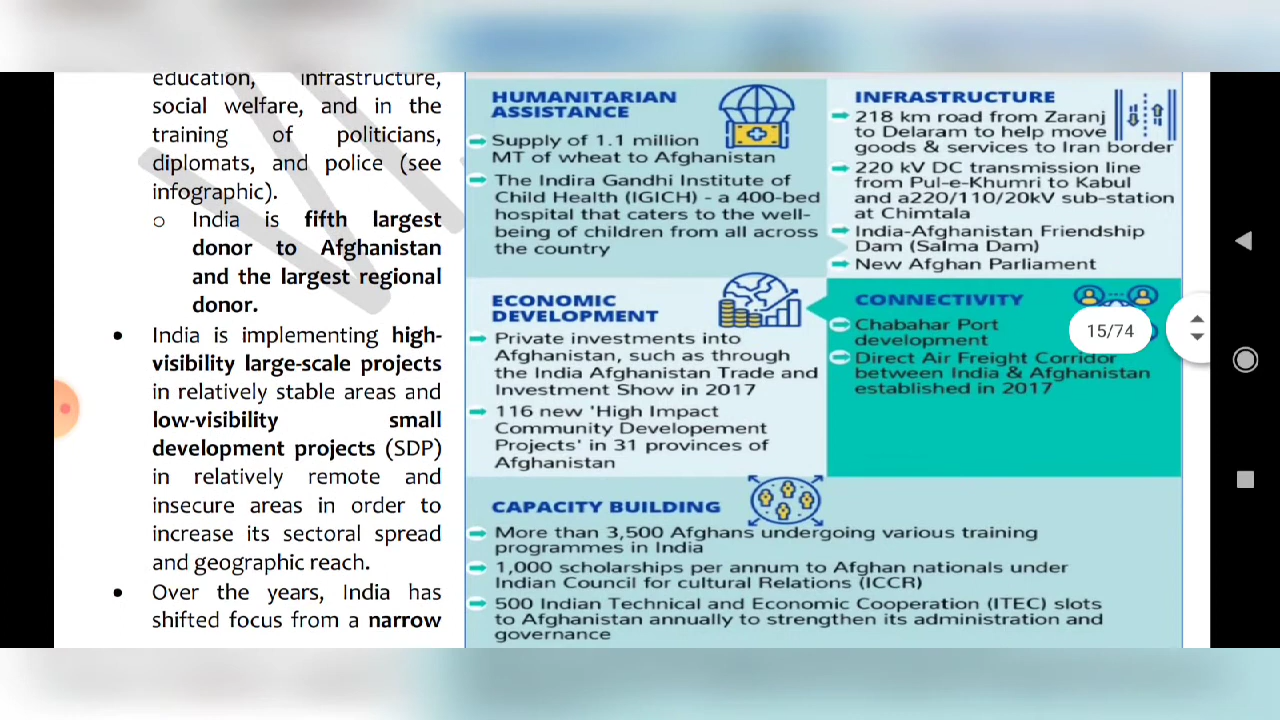 education, infrastructure,
social welfare, and in the
training of politicians,
diplomats, and police (see
infographic).
o India is fifth largest
donor to Afghanistan
and the largest regional
donor.
• India is implementing high-
visibility large-scale projects
in relatively stable areas and
low-visibility small
development projects (SDP)
in relatively remote and
insecure areas in order to
increase its sectoral spread
and geographic reach.
• Over the years, India has
shifted focus from a narrow
HUMANITARIAN
ASSISTANCE
Supply of 1.1 million
MT of wheat to Afghanistan
The Indira Gandhi Institute of
Child Health (IGICH) - a 400-bed
hospital that caters to the well-
being of children from all across
the country
INFRASTRUCTURE
218 km road from Zaranj
to Delaram to help move
goods & services to Iran border
220 kV DC transmission line
from Pul-e-Khumri to Kabul
and a220/110/20kV sub-station
at Chimtala
India-Afghanistan Friendship
Dam (Salma Dam)
New Afghan Parliament
ECONOMIC
DEVELOPMENT
Private investments into
Afghanistan, such as through
the India Afghanistan Trade and
Investment Show in 2017
116 new 'High Impact
Community Developement
Projects' in 31 provinces of
Afghanistan
CONNECTIVITY
Chabahar Port
development
Direct Air Freight Corridor
between India & Afghanistan
established in 2017
15/74
CAPACITY BUILDING
More than 3,500 Afghans undergoing various training
programmes in India
1,000 scholarships per annum to Afghan nationals under
Indian Council for cultural Relations (ICCR)
500 Indian Technical and Economic Cooperation (ITEC) slots
to Afghanistan annually to strengthen its administration and
governance